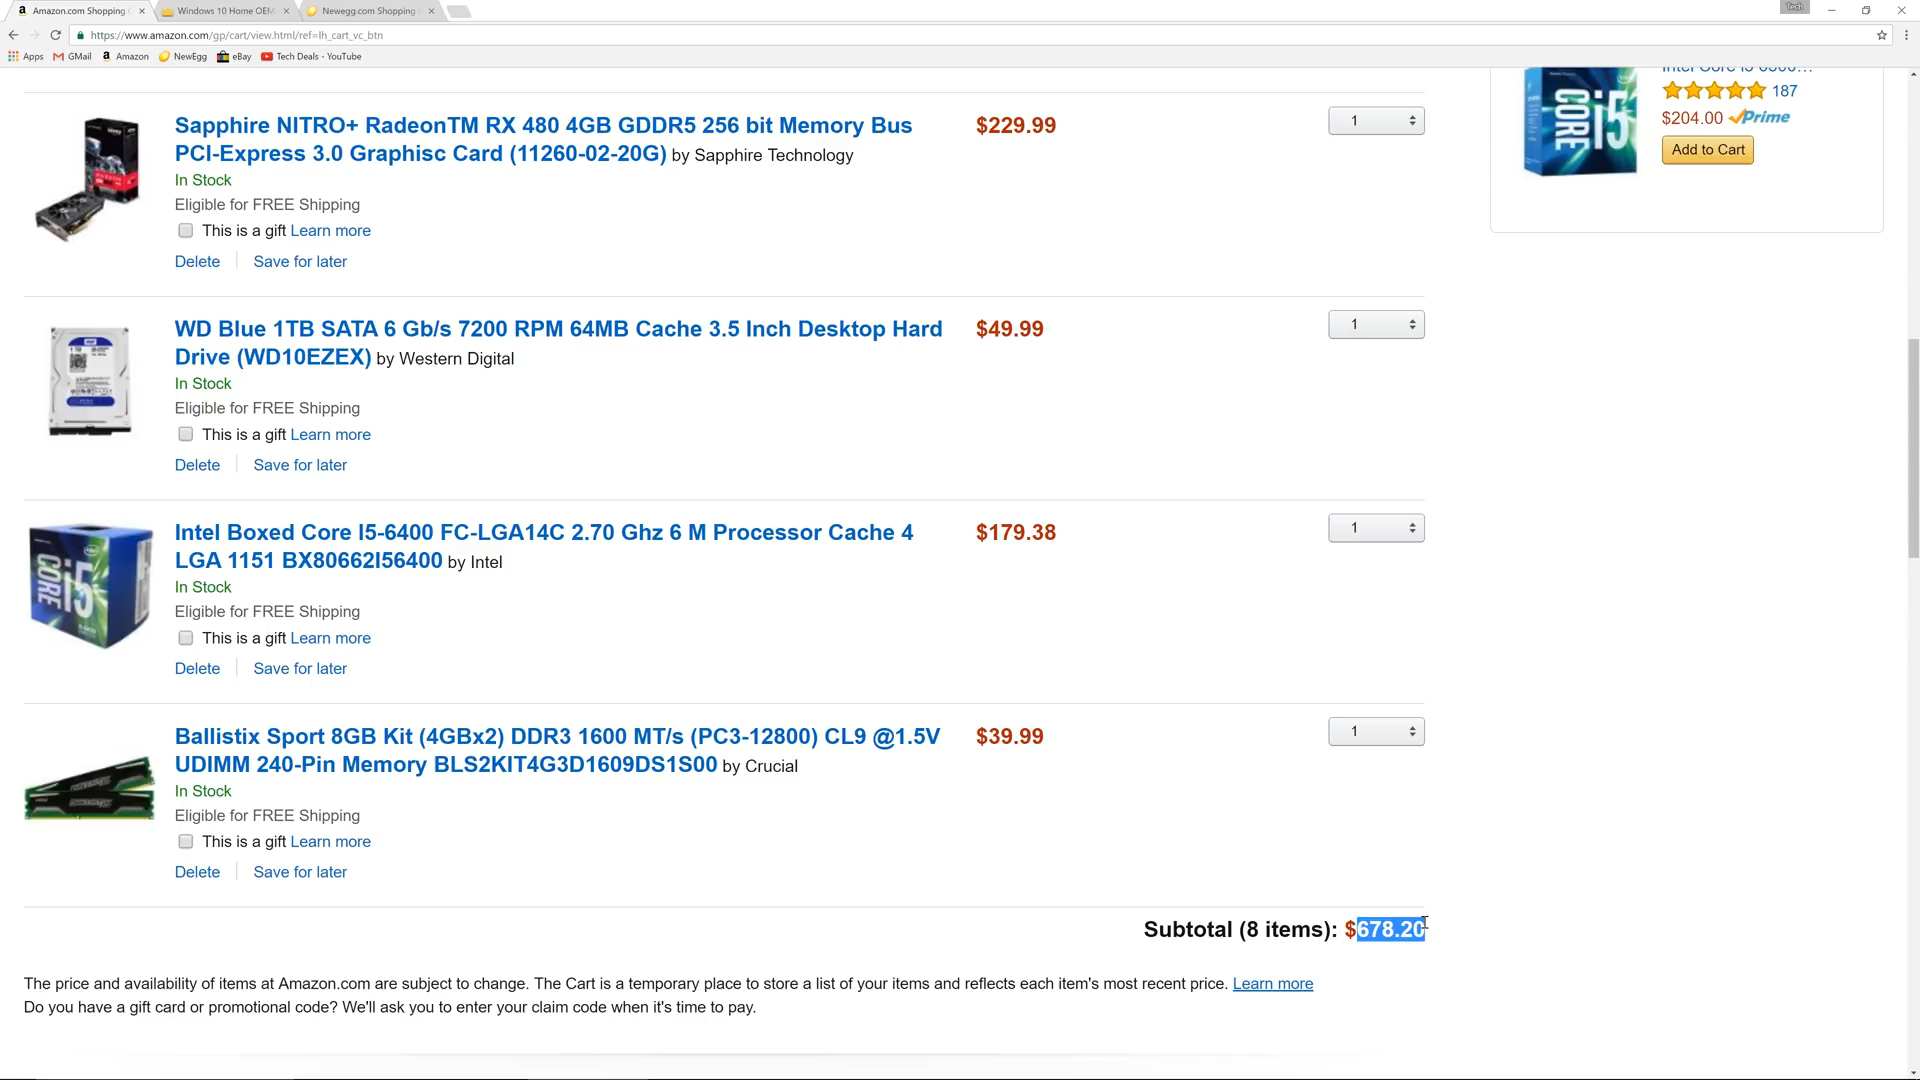 Amazon.com Shopping
Windows 10 Home OEM
Newegg.com Shopping
Tech
https://www.amazon.com/gp/cart/view.html/ref=lh_cart_vc_btn
Apps GMail Amazon NewEgg eBay Tech Deals - YouTube
187
$204.00 Prime
Add to Cart
CORE i5
Sapphire NITRO+ RadeonTM RX 480 4GB GDDR5 256 bit Memory Bus
PCI-Express 3.0 Graphisc Card (11260-02-20G) by Sapphire Technology
$229.99
1
In Stock
Eligible for FREE Shipping
This is a gift Learn more
Delete Save for later
WD Blue 1TB SATA 6 Gb/s 7200 RPM 64MB Cache 3.5 Inch Desktop Hard
Drive (WD10EZEX) by Western Digital
$49.99
1
In Stock
Eligible for FREE Shipping
This is a gift Learn more
Delete Save for later
CORE i5
Intel Boxed Core I5-6400 FC-LGA14C 2.70 Ghz 6 M Processor Cache 4
LGA 1151 BX80662I56400 by Intel
$179.38
1
In Stock
Eligible for FREE Shipping
This is a gift Learn more
Delete Save for later
Ballistix Sport 8GB Kit (4GBx2) DDR3 1600 MT/s (PC3-12800) CL9 @1.5V
UDIMM 240-Pin Memory BLS2KIT4G3D1609DS1S00 by Crucial
$39.99
1
In Stock
Eligible for FREE Shipping
This is a gift Learn more
Delete Save for later
Subtotal (8 items): $678.20
The price and availability of items at Amazon.com are subject to change. The Cart is a temporary place to store a list of your items and reflects each item's most recent price. Learn more
Do you have a gift card or promotional code? We'll ask you to enter your claim code when it's time to pay.